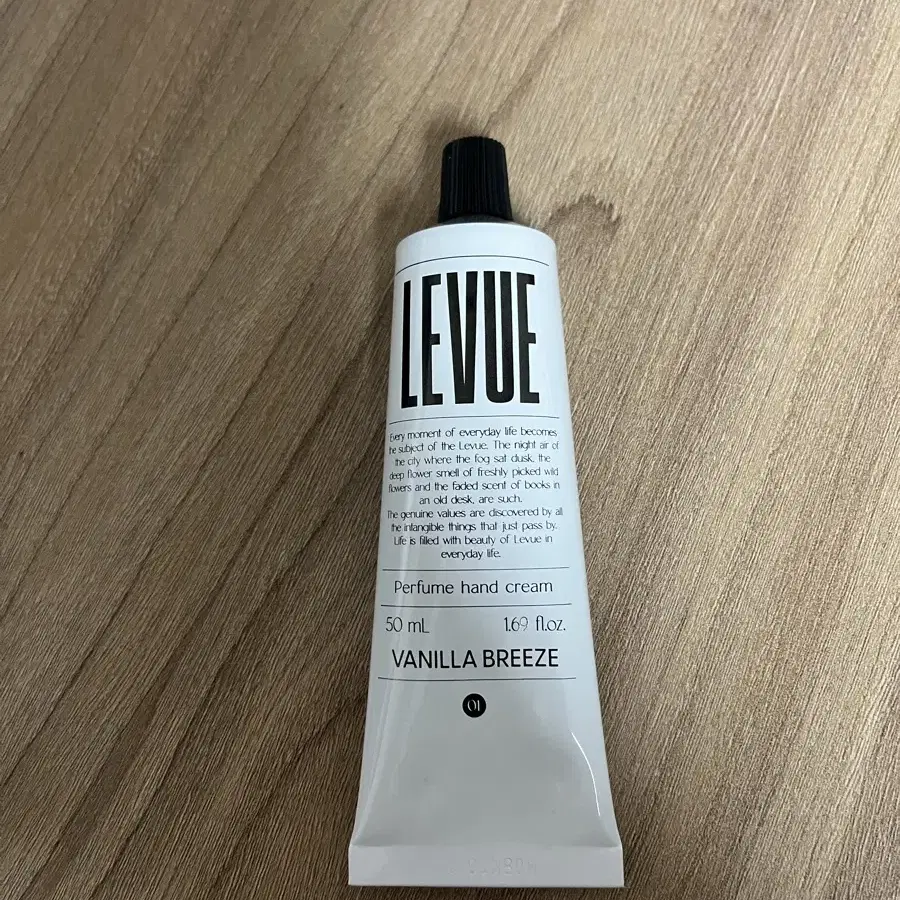 LEVUE
Every moment of everyday life becomes
the subject of the Levue. The night air of
the city where the fog sat dusk, the
deep flower smell of freshly picked wild
flowers and the faded scent of books in
an old desk, are such.
The genuine values are discovered by all
the intangible things that just pass by.
Life is filled with beauty of Levue in
everyday life.
Perfume hand cream
50 mL 1.69 fl.oz.
VANILLA BREEZE
01